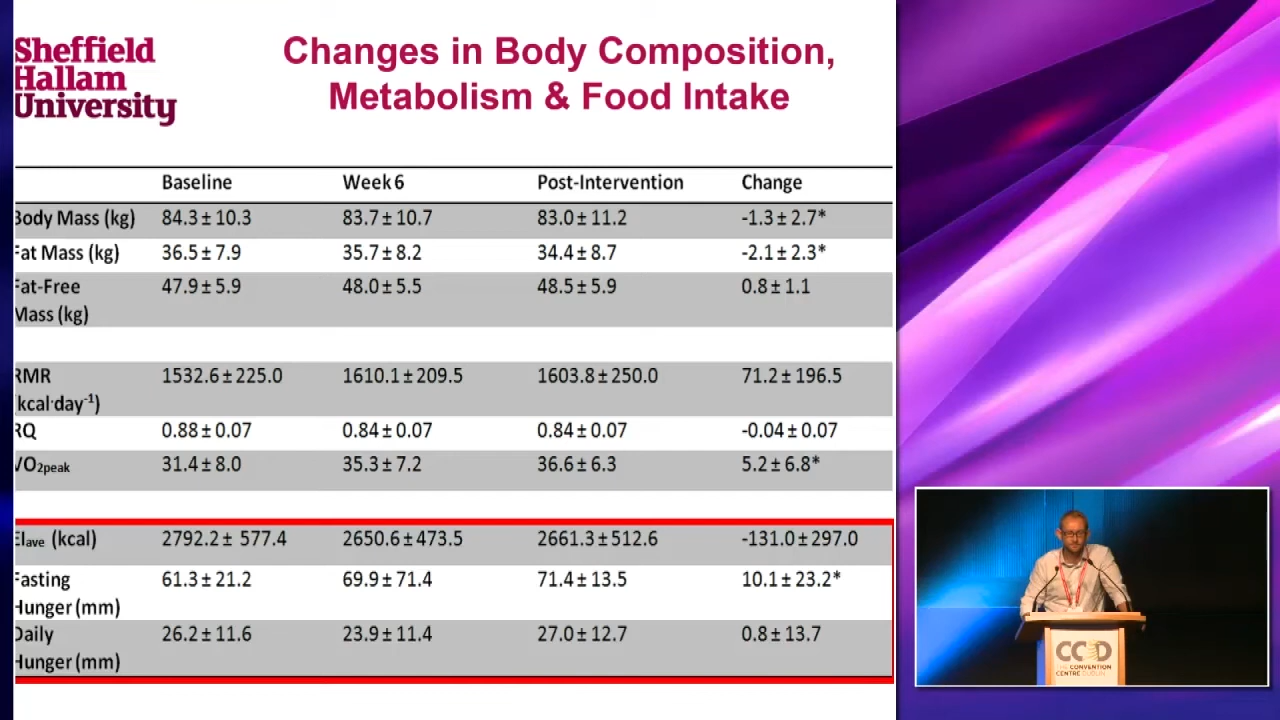 Sheffield
Hallam
University
Changes in Body Composition,
Metabolism & Food Intake
Baseline Week 6 Post-Intervention Change
Body Mass (kg) 84.3 ± 10.3 83.7 ± 10.7 83.0 ± 11.2 -1.3 ± 2.7*
Fat Mass (kg) 36.5 ± 7.9 35.7 ± 8.2 34.4 ± 8.7 -2.1 ± 2.3*
Fat-Free 47.9 ± 5.9 48.0 ± 5.5 48.5 ± 5.9 0.8 ± 1.1
Mass (kg)
RMR 1532.6 ± 225.0 1610.1 ± 209.5 1603.8 ± 250.0 71.2 ± 196.5
(kcal·day⁻¹)
RQ 0.88 ± 0.07 0.84 ± 0.07 0.84 ± 0.07 -0.04 ± 0.07
VO2peak 31.4 ± 8.0 35.3 ± 7.2 36.6 ± 6.3 5.2 ± 6.8*
EIave (kcal) 2792.2 ± 577.4 2650.6 ± 473.5 2661.3 ± 512.6 -131.0 ± 297.0
Fasting 61.3 ± 21.2 69.9 ± 71.4 71.4 ± 13.5 10.1 ± 23.2*
Hunger (mm)
Daily 26.2 ± 11.6 23.9 ± 11.4 27.0 ± 12.7 0.8 ± 13.7
Hunger (mm)
CCD
THE CONVENTION
CENTRE DUBLIN